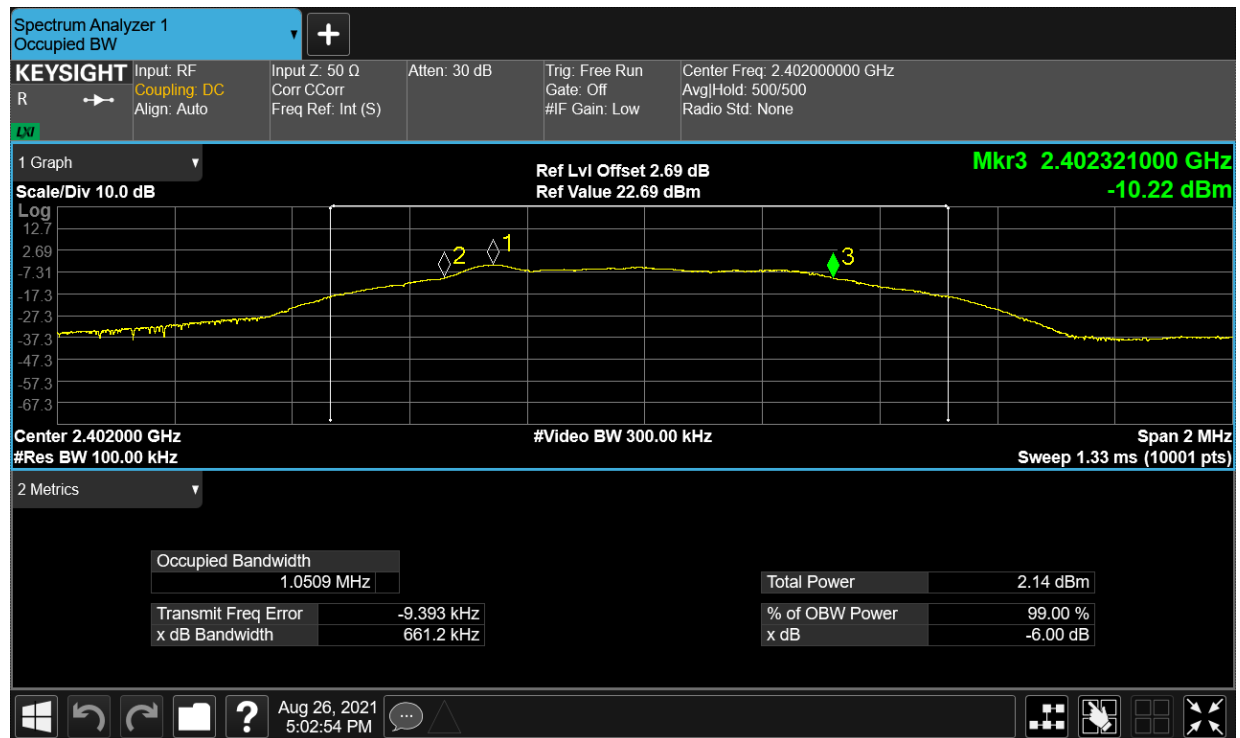 Spectrum Analyzer 1
Occupied BW
KEYSIGHT Input: RF Input Z: 50 Ω Atten: 30 dB Trig: Free Run Center Freq: 2.402000000 GHz
R Coupling: DC Corr CCorr Gate: Off Avg|Hold: 500/500
Align: Auto Freq Ref: Int (S) #IF Gain: Low Radio Std: None
LXI
1 Graph Ref Lvl Offset 2.69 dB Mkr3 2.402321000 GHz
Scale/Div 10.0 dB Ref Value 22.69 dBm -10.22 dBm
Log
12.7
2.69
-7.31
-17.3
-27.3
-37.3
-47.3
-57.3
-67.3
2 1 3
Center 2.402000 GHz #Video BW 300.00 kHz Span 2 MHz
#Res BW 100.00 kHz Sweep 1.33 ms (10001 pts)
2 Metrics
Occupied Bandwidth
1.0509 MHz Total Power 2.14 dBm
Transmit Freq Error -9.393 kHz % of OBW Power 99.00 %
x dB Bandwidth 661.2 kHz x dB -6.00 dB
Aug 26, 2021
5:02:54 PM